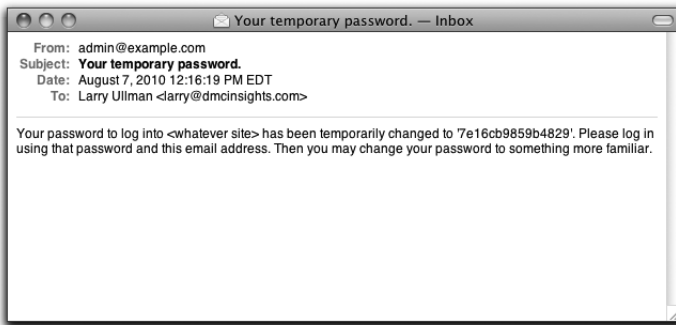 Your temporary password. — Inbox
From: admin@example.com
Subject: Your temporary password.
Date: August 7, 2010 12:16:19 PM EDT
To: Larry Ullman <larry@dmcinsights.com>
Your password to log into <whatever site> has been temporarily changed to '7e16cb9859b4829'. Please log in
using that password and this email address. Then you may change your password to something more familiar.